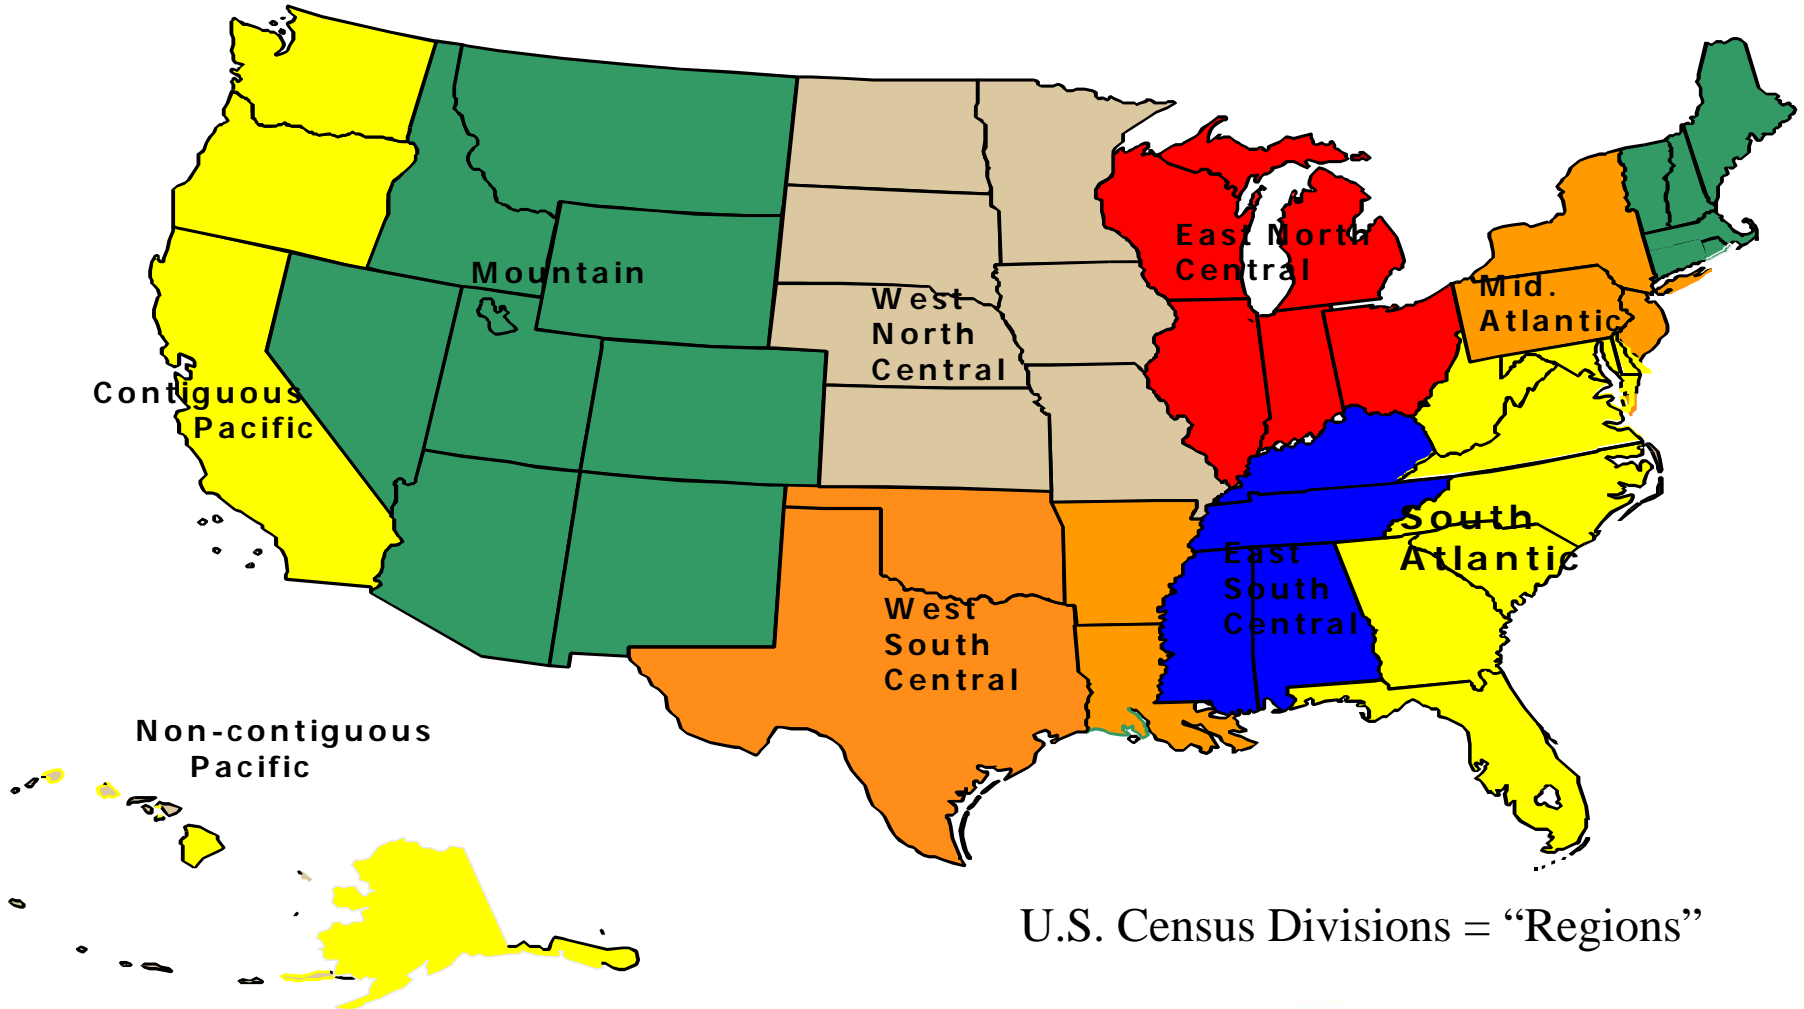 East North
Central
Mountain
Mid.
Atlantic
West
North
Central
Contiguous
Pacific
South
Atlantic
East
South
Central
West
South
Central
Non-contiguous
Pacific
U.S. Census Divisions = “Regions”